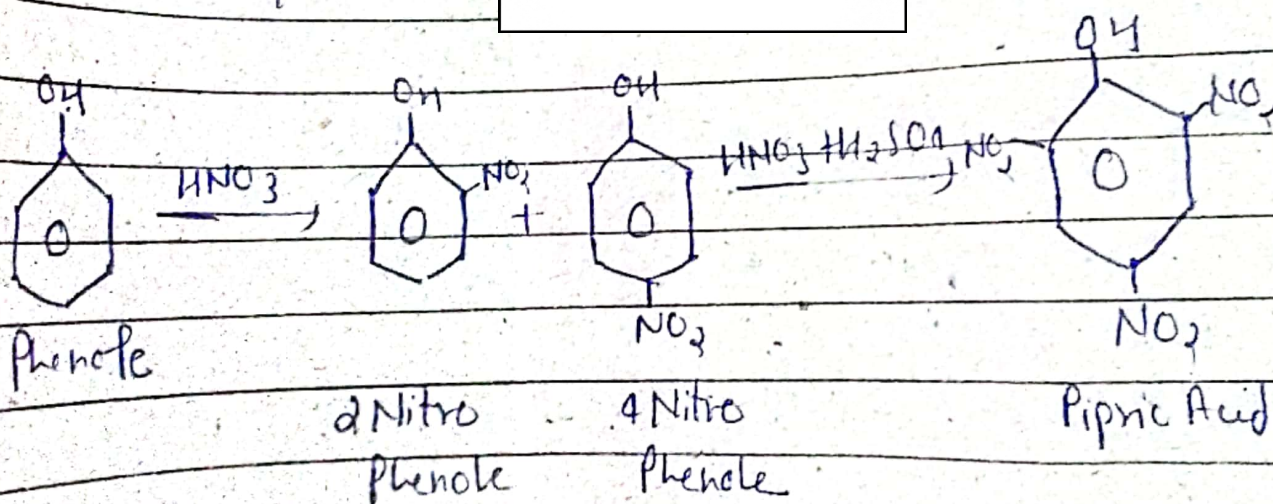 OH OH OH OH
HNO3 NO2 + HNO3 + H2SO4 NO2 NO2
NO2 NO2
Phenole 2 Nitro Phenole 4 Nitro Phenole Pipric Acid